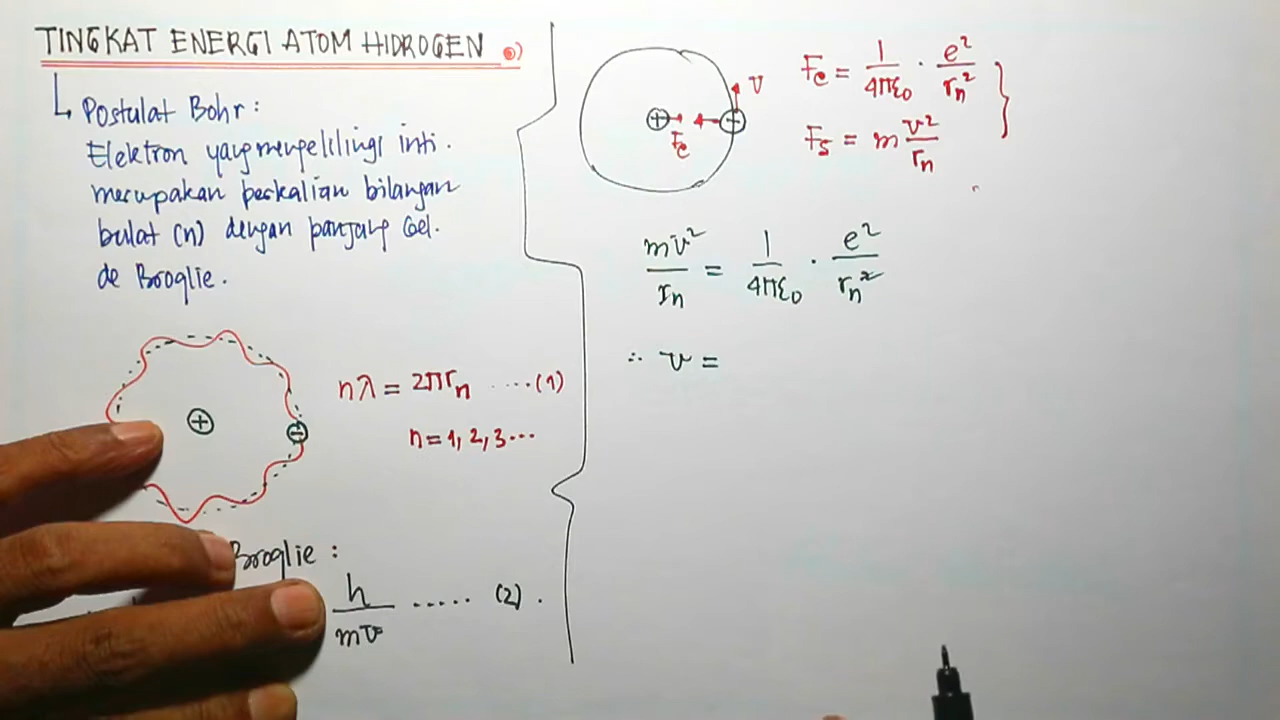 TINGKAT ENERGI ATOM HIDROGEN
Postulat Bohr :
Elektron yang mengelilingi inti.
merupakan perkalian bilangan
bulat (n) dengan panjang Gel.
de Broglie.
nλ = 2πrn ..... (1)
n = 1, 2, 3 ...
Broglie :
h/mv ..... (2) .
Fe = 1/4πε0 · e²/rn²
Fs = m v²/rn
v
Fe
mv²/rn = 1/4πε0 · e²/rn²
∴ v =